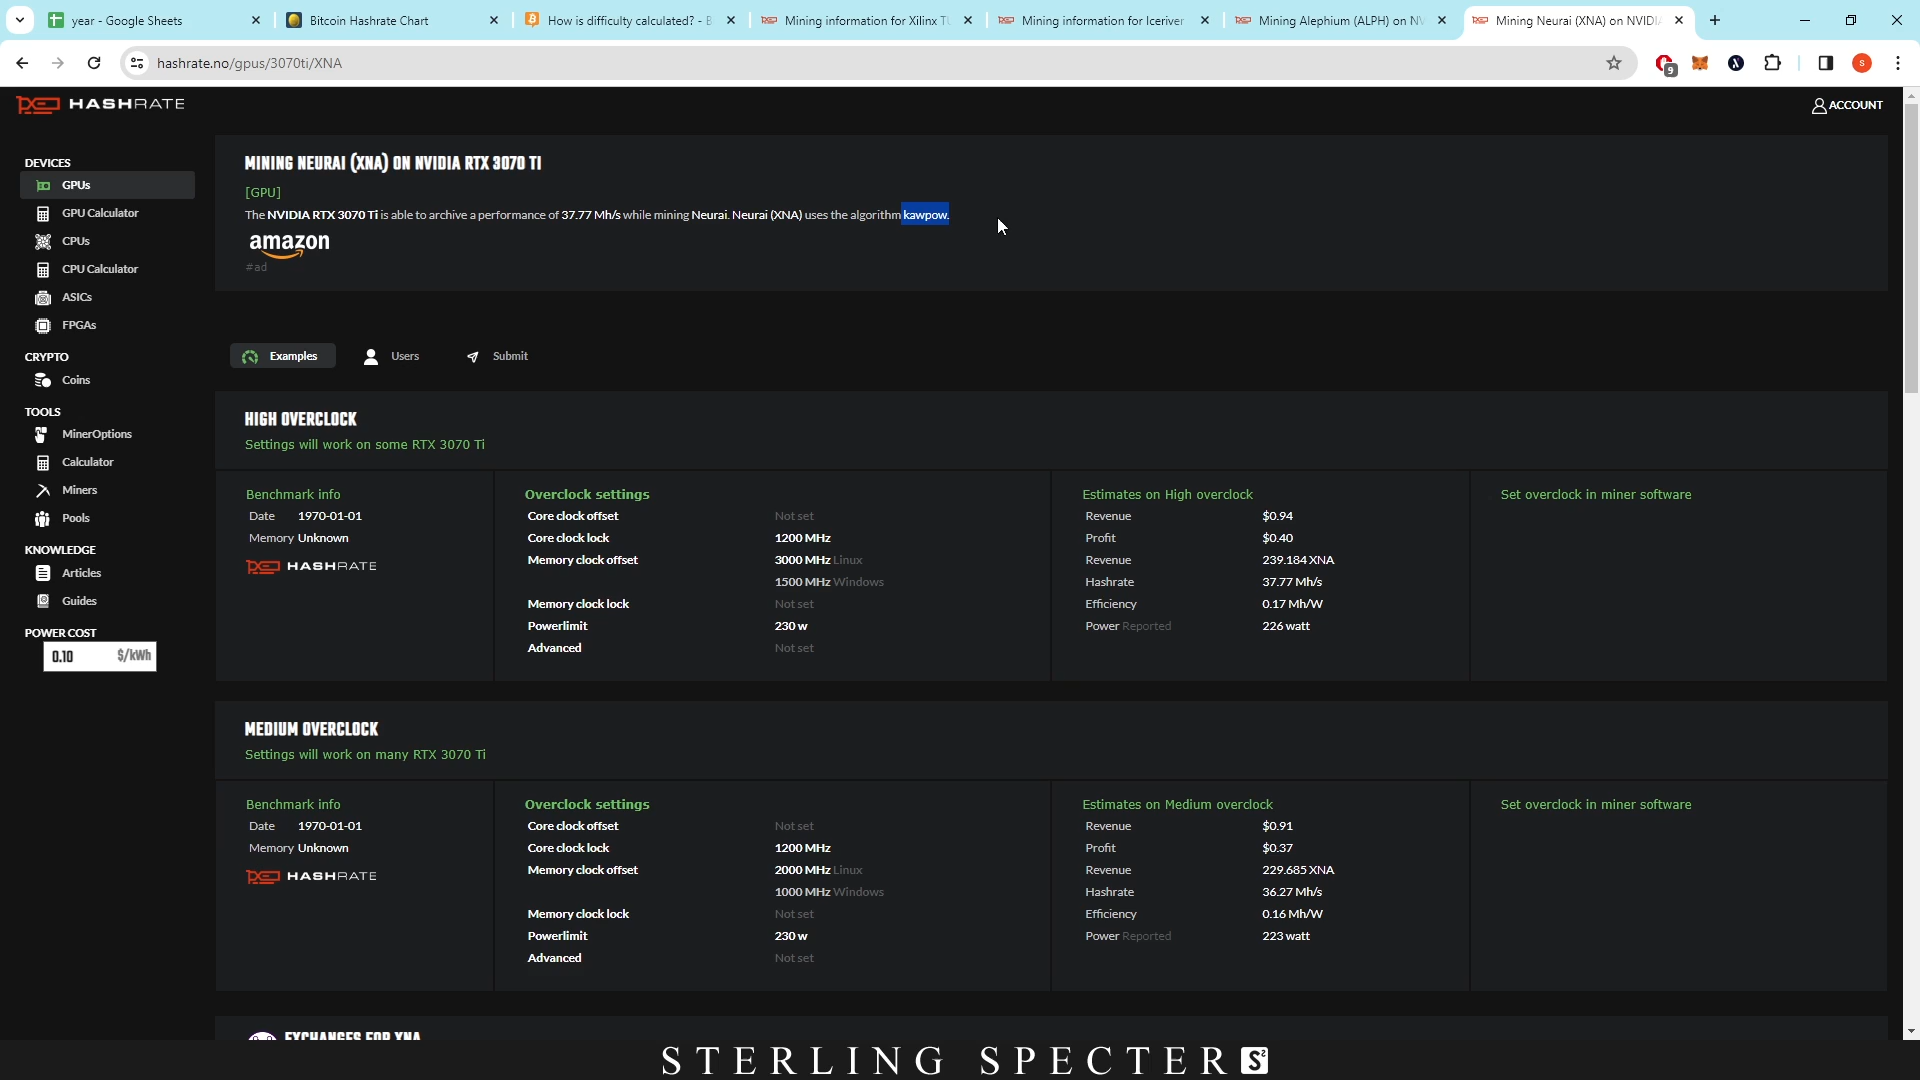 year - Google Sheets
Bitcoin Hashrate Chart
How is difficulty calculated? - B
Mining information for Xilinx TU
Mining information for Iceriver
Mining Alephium (ALPH) on NV
Mining Neurai (XNA) on NVIDI
hashrate.no/gpus/3070ti/XNA
9
S
HASHRATE
ACCOUNT
DEVICES
GPUs
GPU Calculator
CPUs
CPU Calculator
ASICs
FPGAs
CRYPTO
Coins
TOOLS
MinerOptions
Calculator
Miners
Pools
KNOWLEDGE
Articles
Guides
POWER COST
0.10 $/kWh
MINING NEURAI (XNA) ON NVIDIA RTX 3070 TI
[GPU]
The NVIDIA RTX 3070 Ti is able to archive a performance of 37.77 Mh/s while mining Neurai. Neurai (XNA) uses the algorithm kawpow.
amazon
#ad
Examples
Users
Submit
HIGH OVERCLOCK
Settings will work on some RTX 3070 Ti
Benchmark info
Date 1970-01-01
Memory Unknown
HASHRATE
Overclock settings
Core clock offset Not set
Core clock lock 1200 MHz
Memory clock offset 3000 MHz Linux
1500 MHz Windows
Memory clock lock Not set
Powerlimit 230 w
Advanced Not set
Estimates on High overclock
Revenue $0.94
Profit $0.40
Revenue 239.184 XNA
Hashrate 37.77 Mh/s
Efficiency 0.17 Mh/W
Power Reported 226 watt
Set overclock in miner software
MEDIUM OVERCLOCK
Settings will work on many RTX 3070 Ti
Benchmark info
Date 1970-01-01
Memory Unknown
HASHRATE
Overclock settings
Core clock offset Not set
Core clock lock 1200 MHz
Memory clock offset 2000 MHz Linux
1000 MHz Windows
Memory clock lock Not set
Powerlimit 230 w
Advanced Not set
Estimates on Medium overclock
Revenue $0.91
Profit $0.37
Revenue 229.685 XNA
Hashrate 36.27 Mh/s
Efficiency 0.16 Mh/W
Power Reported 223 watt
Set overclock in miner software
EXCHANGES FOR XNA
STERLING SPECTER S²